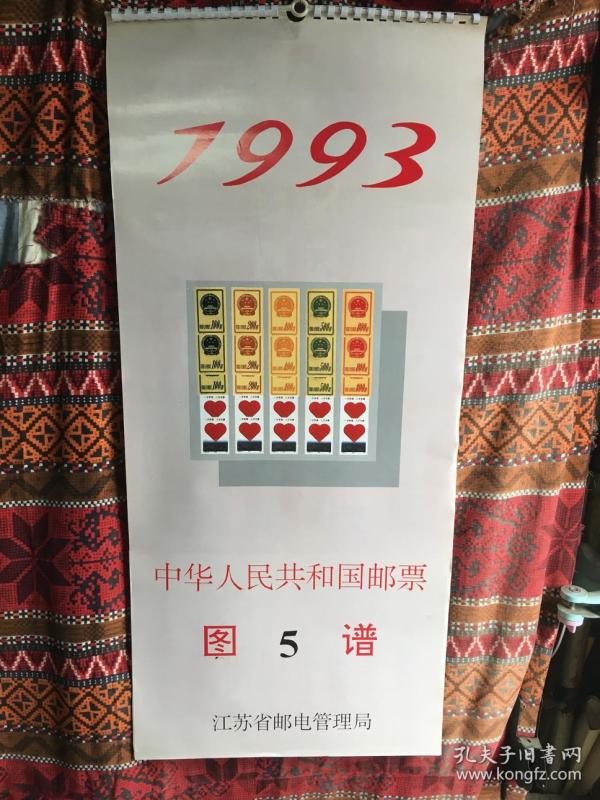 1993
中华人民共和国邮票
图 5 谱
江苏省邮电管理局
孔夫子旧书网
www.kongfz.com